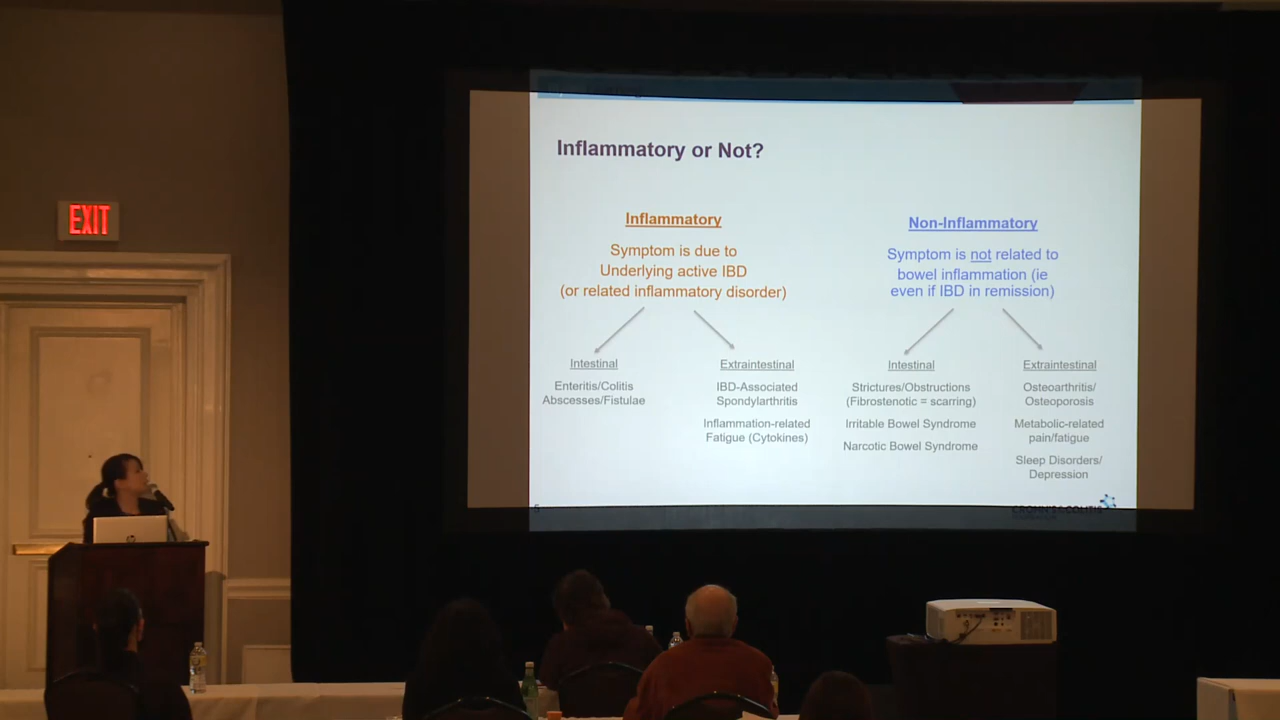 EXIT
Inflammatory or Not?
Inflammatory
Symptom is due to
Underlying active IBD
(or related inflammatory disorder)
Intestinal
Enteritis/Colitis
Abscesses/Fistulae
Extraintestinal
IBD-Associated
Spondylarthritis
Inflammation-related
Fatigue (Cytokines)
Non-Inflammatory
Symptom is not related to
bowel inflammation (ie
even if IBD in remission)
Intestinal
Strictures/Obstructions
(Fibrostenotic = scarring)
Irritable Bowel Syndrome
Narcotic Bowel Syndrome
Extraintestinal
Osteoarthritis/
Osteoporosis
Metabolic-related
pain/fatigue
Sleep Disorders/
Depression
CROHN'S & COLITIS
hp